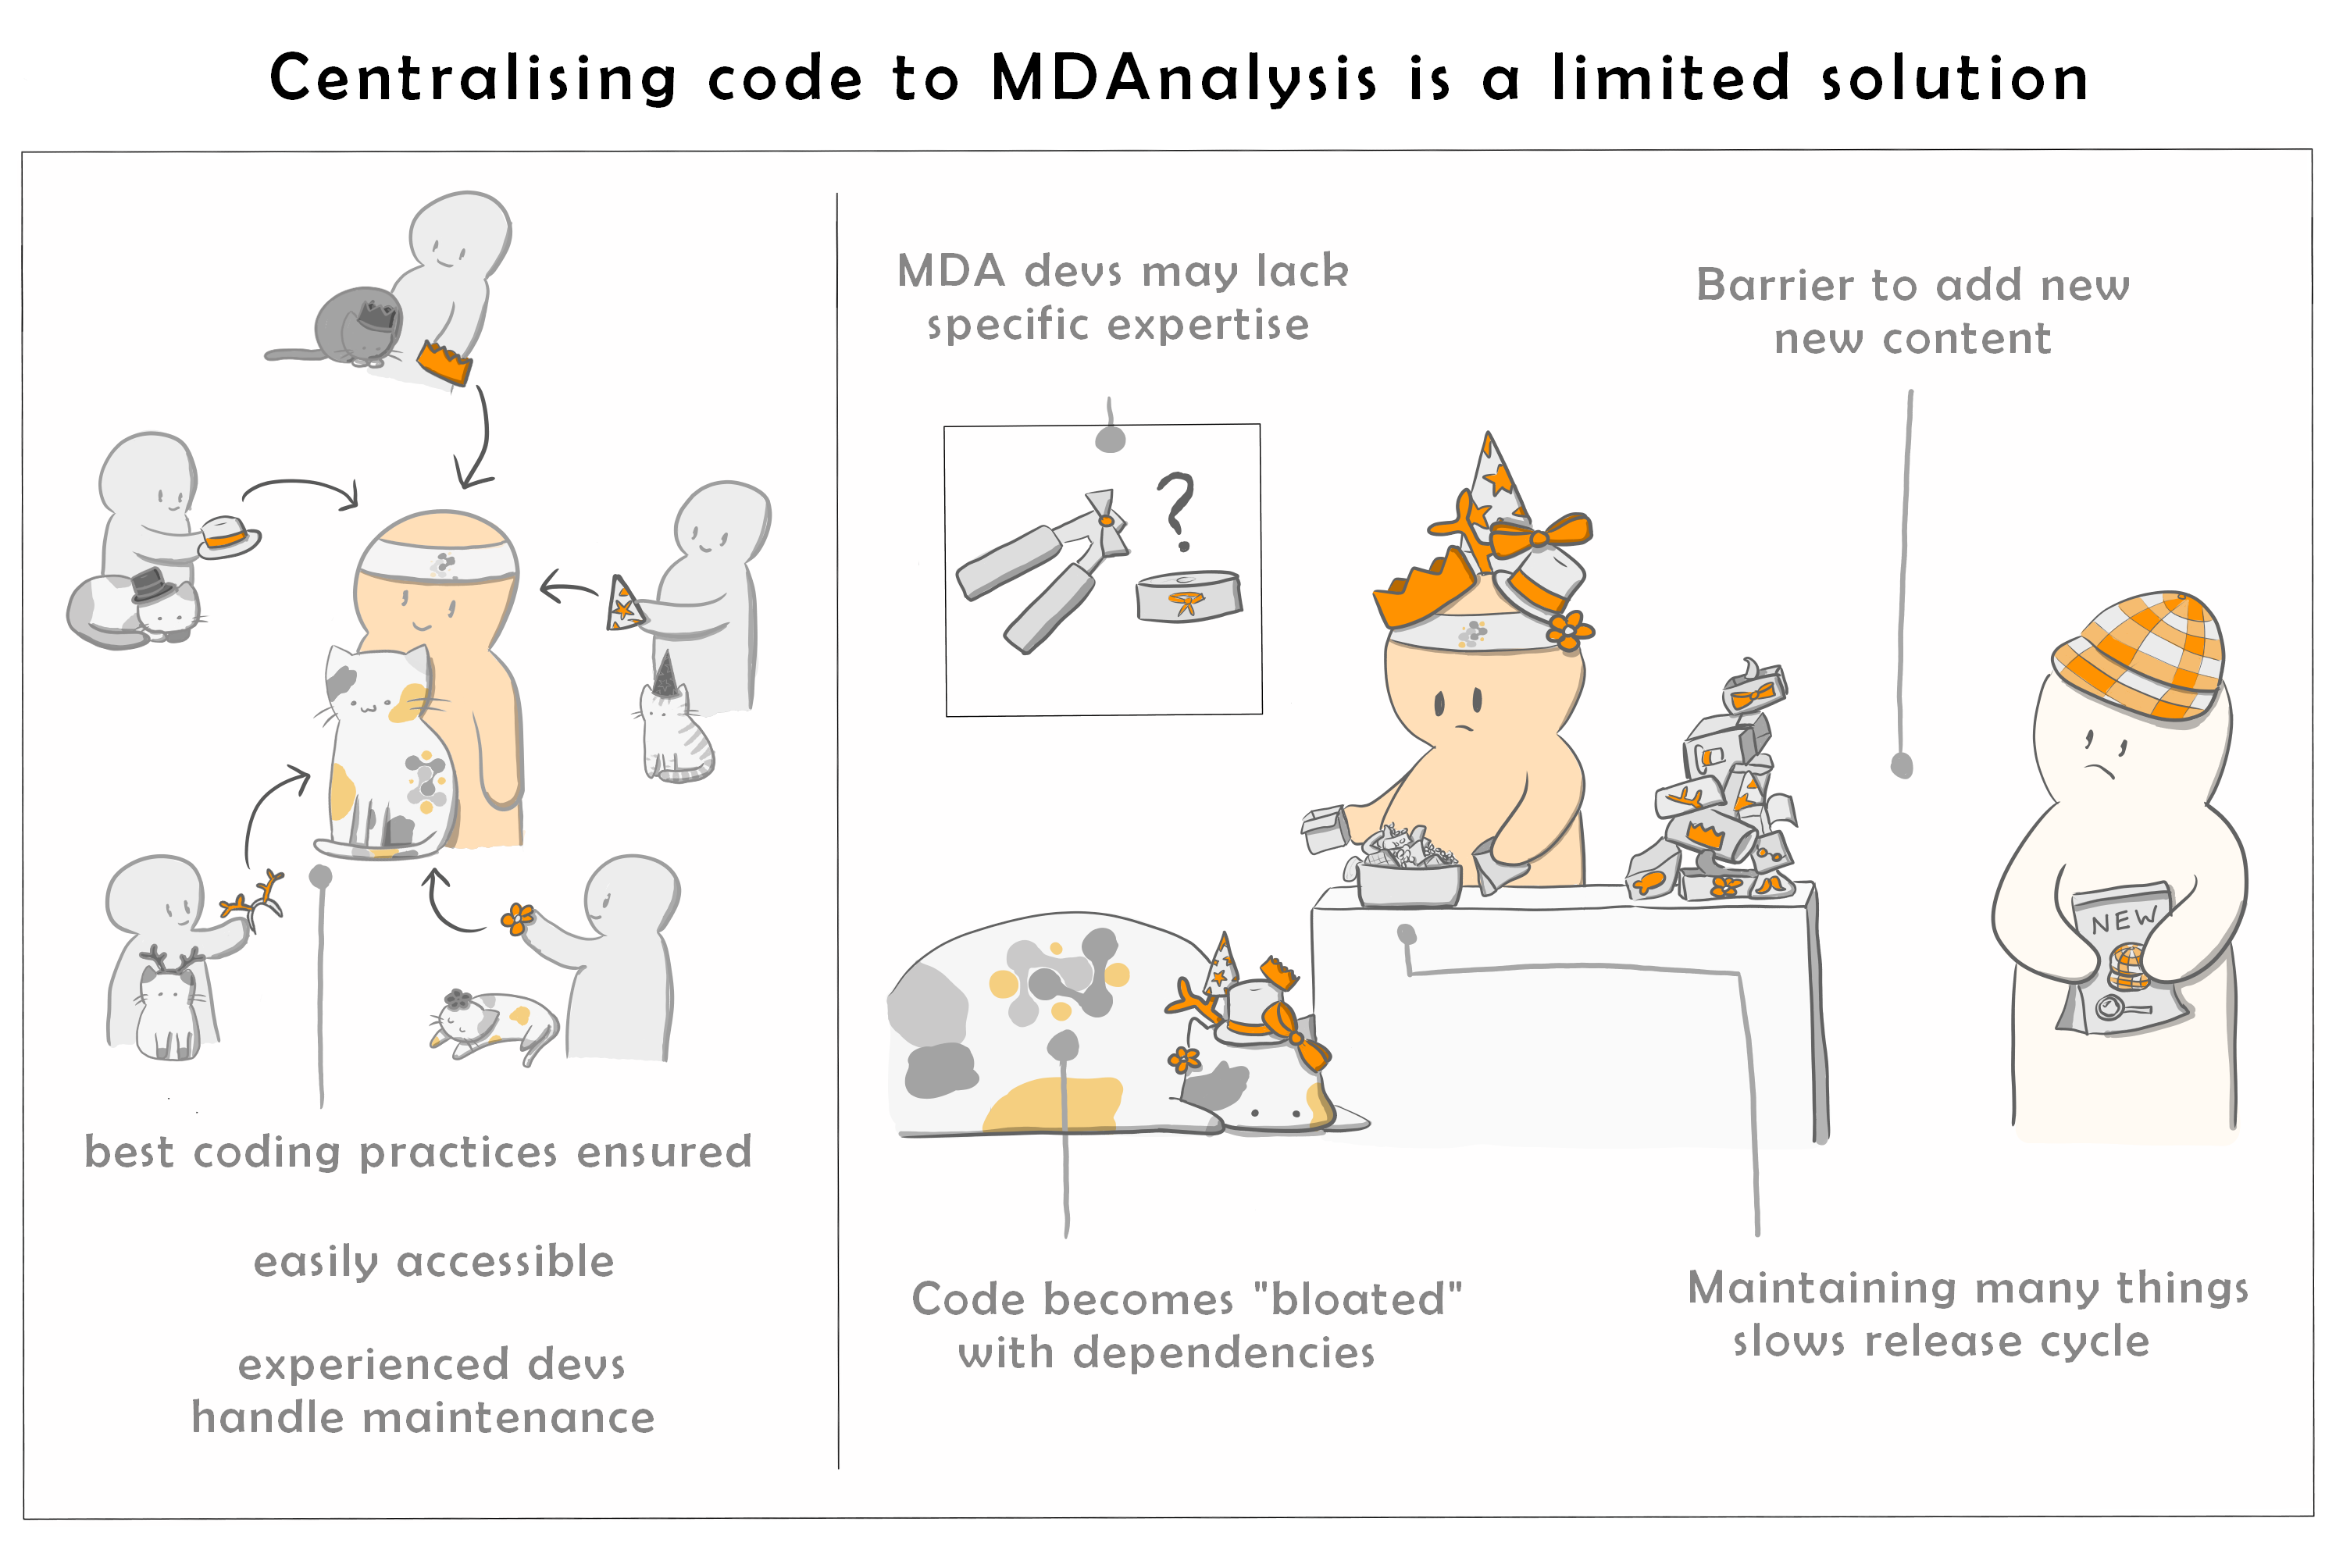 Centralising code to MDAnalysis is a limited solution
best coding practices ensured
easily accessible
experienced devs
handle maintenance
MDA devs may lack
specific expertise
?
Barrier to add new
new content
NEW
Code becomes "bloated"
with dependencies
Maintaining many things
slows release cycle